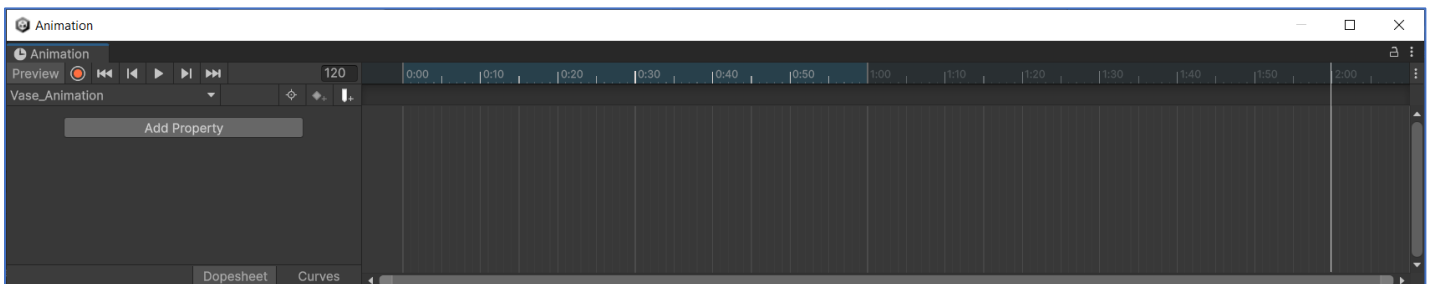 Animation
Animation
Preview 120 0:00 0:10 0:20 0:30 0:40 0:50 1:00 1:10 1:20 1:30 1:40 1:50 2:00
Vase_Animation
Add Property
Dopesheet Curves